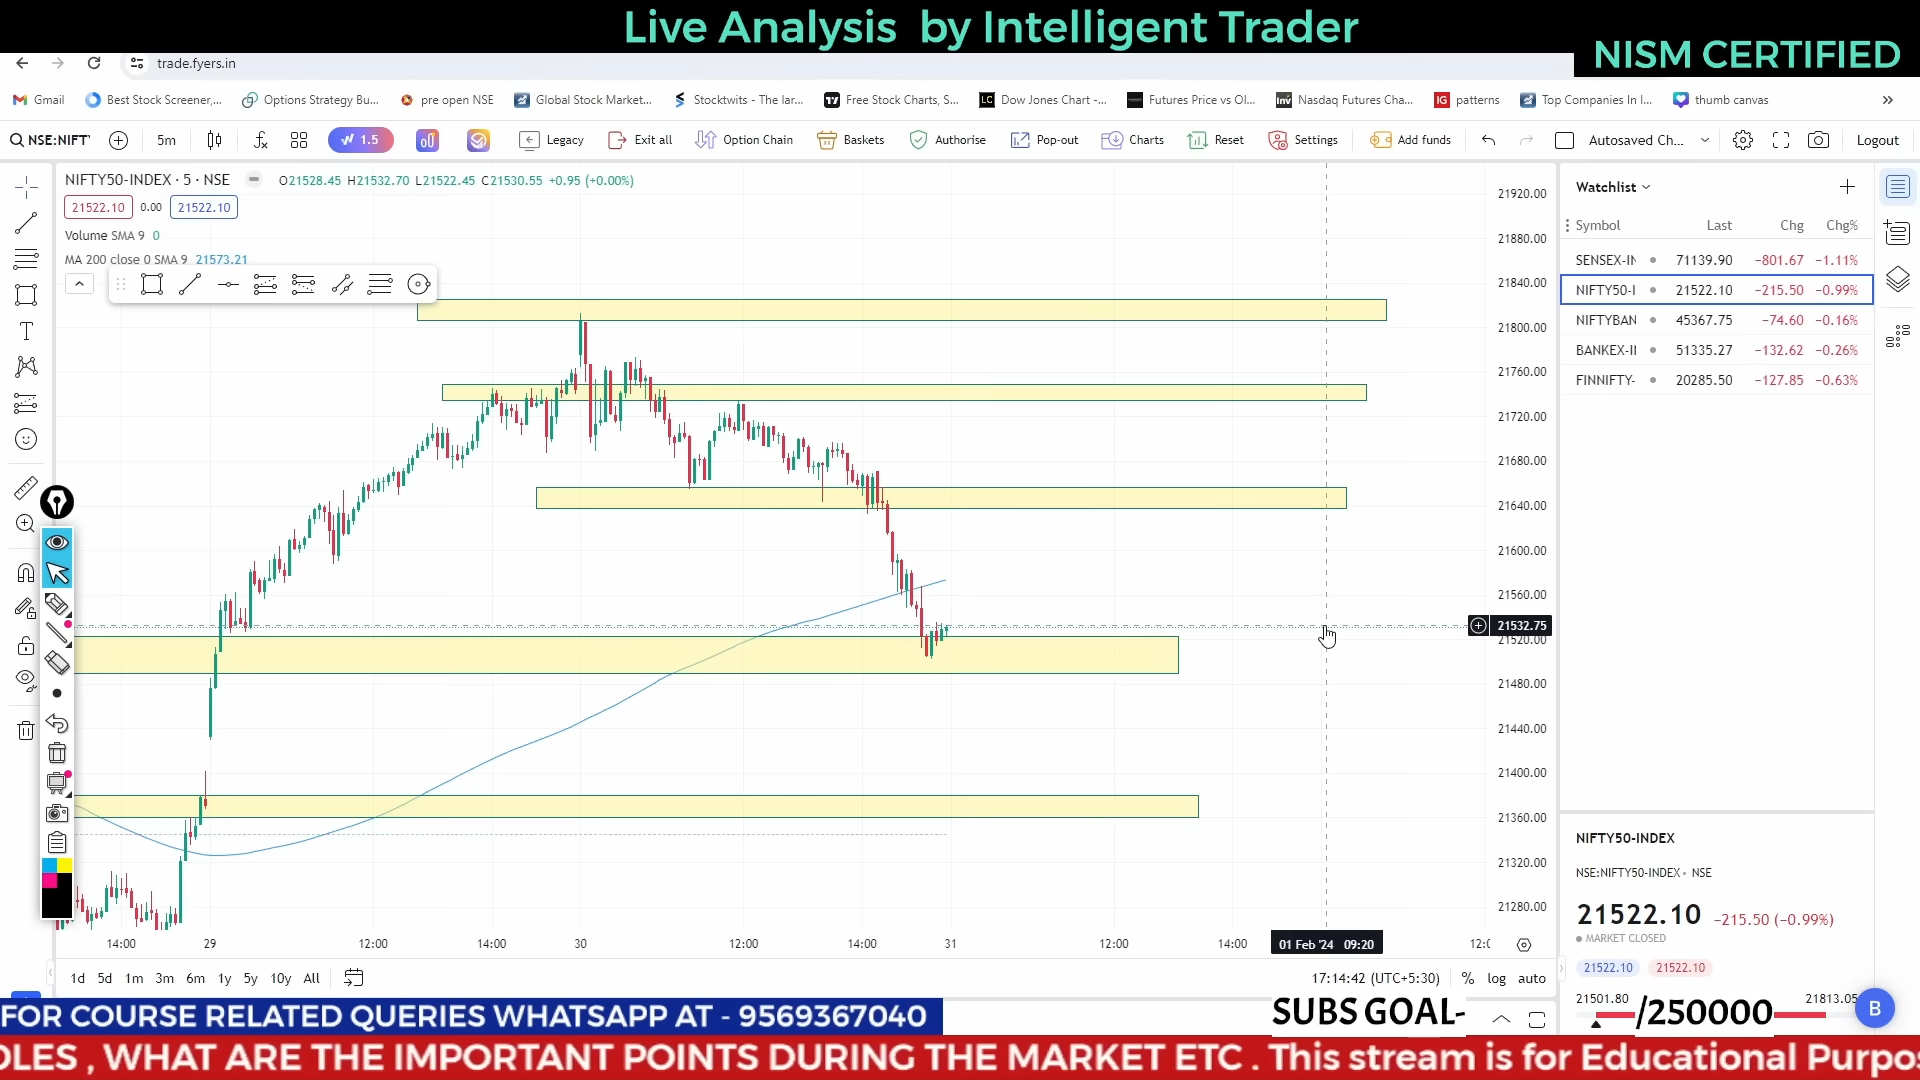 Live Analysis by Intelligent Trader
NISM CERTIFIED
trade.fyers.in
Gmail Best Stock Screener,... Options Strategy Bu... pre open NSE Global Stock Market... Stocktwits - The lar... Free Stock Charts, S... Dow Jones Chart -... Futures Price vs OI... Nasdaq Futures Cha... patterns Top Companies In I... thumb canvas
NSE:NIFT 5m 1.5 Legacy Exit all Option Chain Baskets Authorise Pop-out Charts Reset Settings Add funds Autosaved Ch... Logout
NIFTY50-INDEX · 5 · NSE O21528.45 H21532.70 L21522.45 C21530.55 +0.95 (+0.00%)
21522.10 0.00 21522.10
Volume SMA 9 0
MA 200 close 0 SMA 9 21573.21
21920.00
21880.00
21840.00
21800.00
21760.00
21720.00
21680.00
21640.00
21600.00
21560.00
21532.75
21520.00
21480.00
21440.00
21400.00
21360.00
21320.00
21280.00
14:00 29 12:00 14:00 30 12:00 14:00 31 12:00 14:00 01 Feb '24 09:20
1d 5d 1m 3m 6m 1y 5y 10y All 17:14:42 (UTC+5:30) % log auto
Watchlist
Symbol Last Chg Chg%
SENSEX-IN 71139.90 −801.67 −1.11%
NIFTY50-I 21522.10 −215.50 −0.99%
NIFTYBAN 45367.75 −74.60 −0.16%
BANKEX-II 51335.27 −132.62 −0.26%
FINNIFTY- 20285.50 −127.85 −0.63%
NIFTY50-INDEX
NSE:NIFTY50-INDEX • NSE
21522.10 −215.50 (−0.99%)
MARKET CLOSED
21522.10 21522.10
21501.80 21813.05
B
FOR COURSE RELATED QUERIES WHATSAPP AT - 9569367040
SUBS GOAL- /250000
OLES , WHAT ARE THE IMPORTANT POINTS DURING THE MARKET ETC . This stream is for Educational Purpos